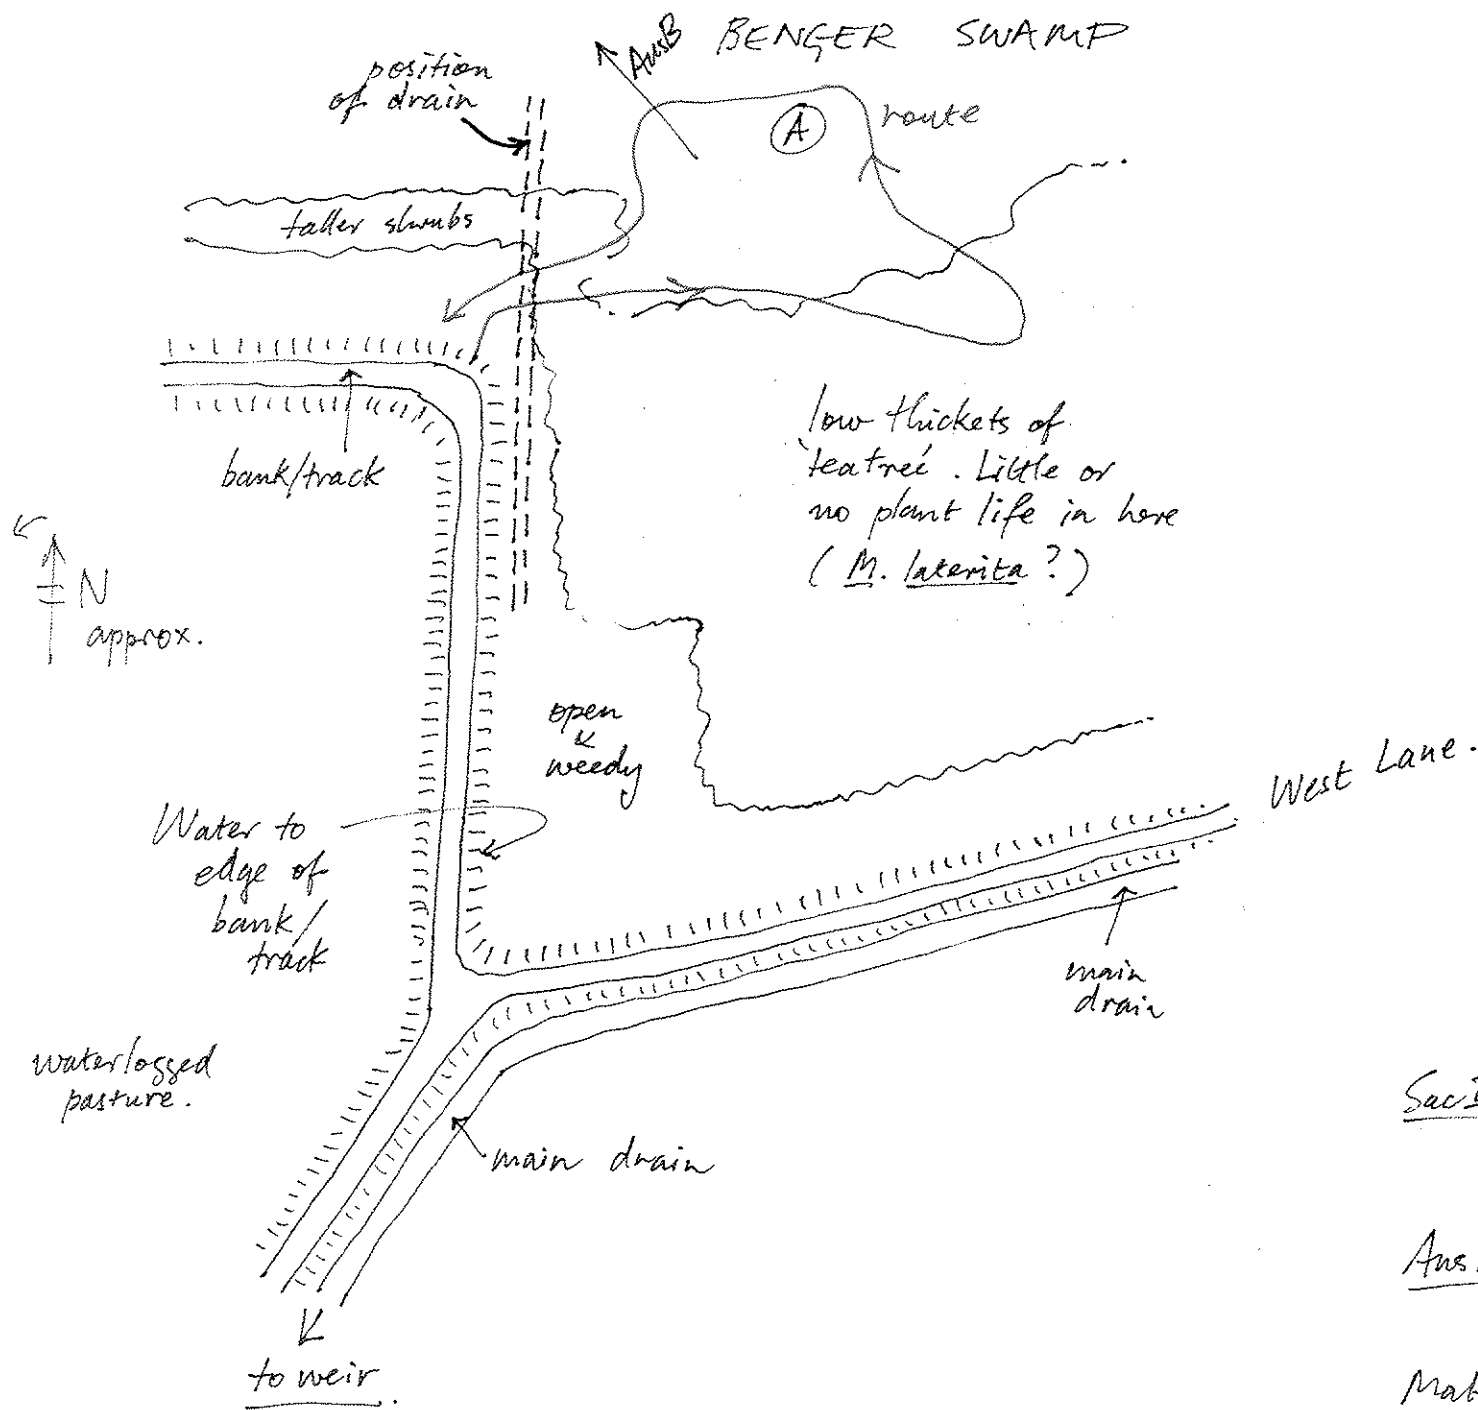 BENGER SWAMP
AusB
position
of drain
A
route
taller shrubs
bank/track
low thickets of
'teatree'. Little or
no plant life in here
(M. laterita?)
N
approx.
open
&
weedy
West Lane.
Water to
edge of
bank/
track
main
drain
waterlogged
pasture.
main drain
to weir.
Aus.